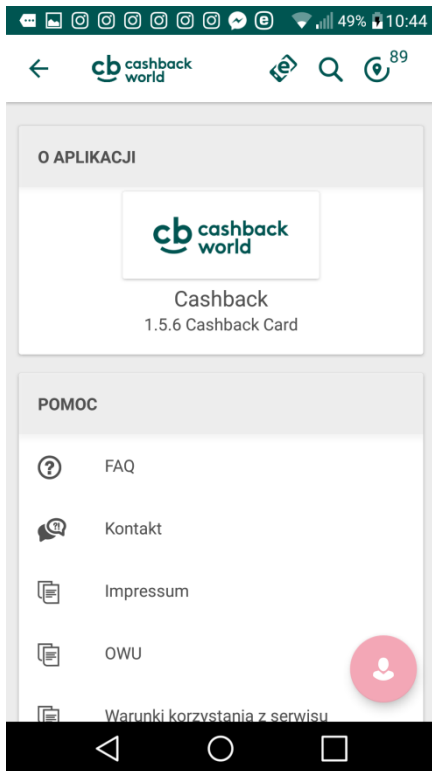 49% 10:44
cb cashback world
89
O APLIKACJI
cb cashback world
Cashback
1.5.6 Cashback Card
POMOC
FAQ
Kontakt
Impressum
OWU
Warunki korzystania z serwisu